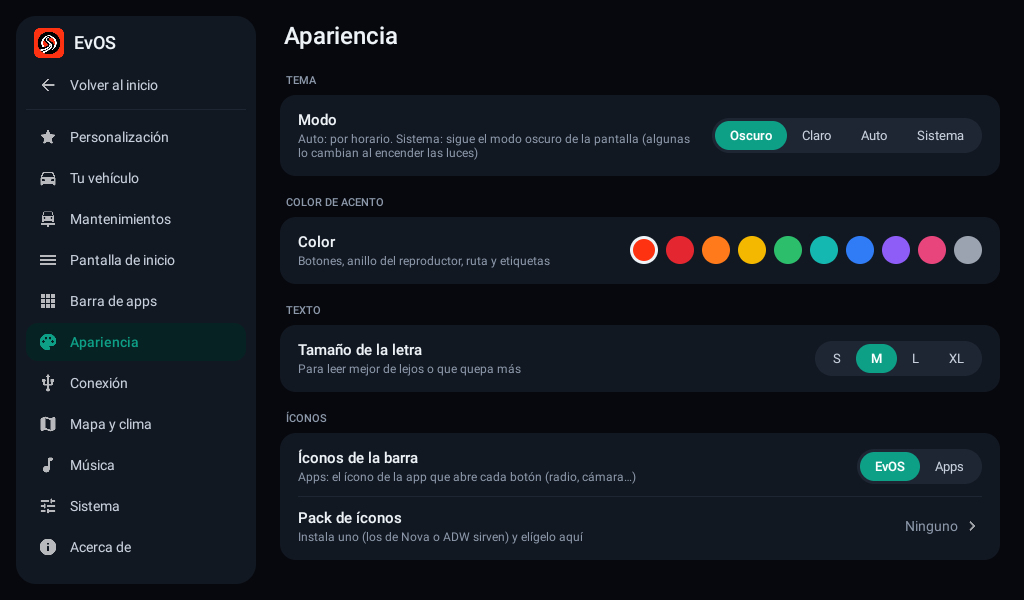 EvOS
Volver al inicio
Personalización
Tu vehículo
Mantenimientos
Pantalla de inicio
Barra de apps
Apariencia
Conexión
Mapa y clima
Música
Sistema
Acerca de
Apariencia
TEMA
Modo
Auto: por horario. Sistema: sigue el modo oscuro de la pantalla (algunas
lo cambian al encender las luces)
Oscuro Claro Auto Sistema
COLOR DE ACENTO
Color
Botones, anillo del reproductor, ruta y etiquetas
TEXTO
Tamaño de la letra
Para leer mejor de lejos o que quepa más
S M L XL
ÍCONOS
Íconos de la barra
Apps: el ícono de la app que abre cada botón (radio, cámara…)
EvOS Apps
Pack de íconos
Instala uno (los de Nova o ADW sirven) y elígelo aquí
Ninguno